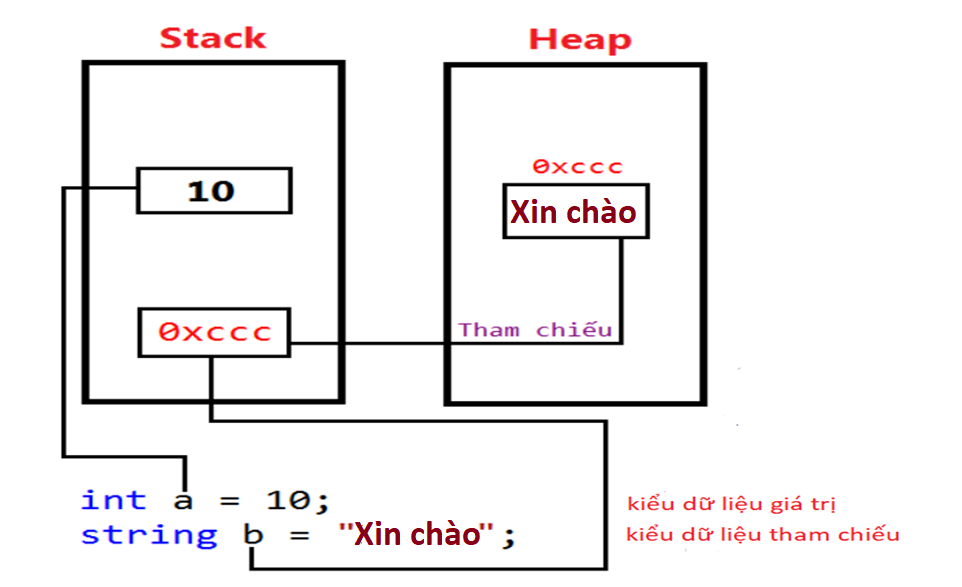 Stack
Heap
0xccc
10
Xin chào
0xccc
Tham chiếu
int a = 10;
string b = "Xin chào";
kiểu dữ liệu giá trị
kiểu dữ liệu tham chiếu